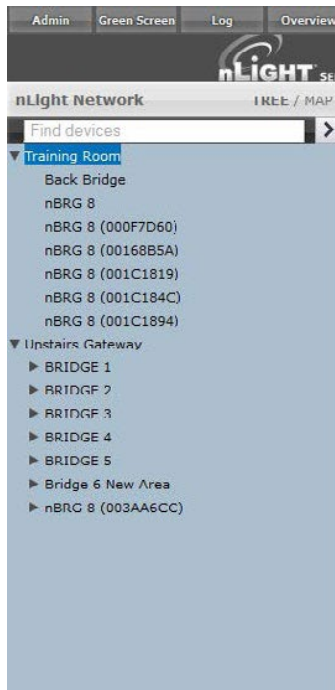 Admin Green Screen Log Overview
nLiGHT SE
nLight Network TREE / MAP
Find devices
Training Room
Back Bridge
nBRG 8
nBRG 8 (000F7D60)
nBRG 8 (00168B5A)
nBRG 8 (001C1819)
nBRG 8 (001C184C)
nBRG 8 (001C1894)
Upstairs Gateway
BRIDGE 1
BRIDGE 2
BRIDGE 3
BRIDGE 4
BRIDGE 5
Bridge 6 New Area
nBRG 8 (003AA6CC)